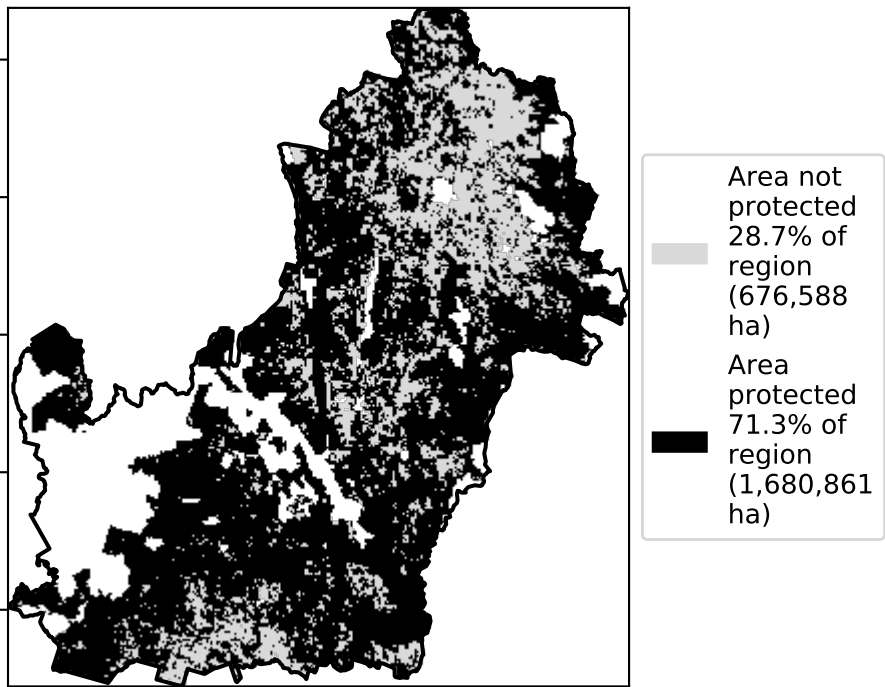 Area not
protected
28.7% of
region
(676,588
ha)
Area
protected
71.3% of
region
(1,680,861
ha)